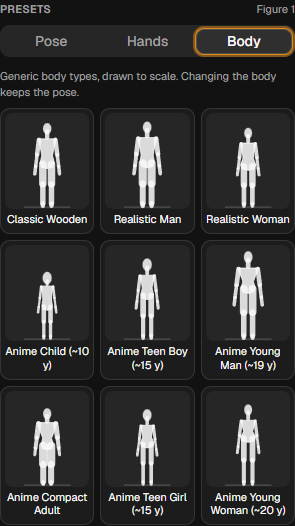 PRESETS Figure 1
Pose Hands Body
Generic body types, drawn to scale. Changing the body
keeps the pose.
Classic Wooden
Realistic Man
Realistic Woman
Anime Child (~10
y)
Anime Teen Boy
(~15 y)
Anime Young
Man (~19 y)
Anime Compact
Adult
Anime Teen Girl
(~15 y)
Anime Young
Woman (~20 y)